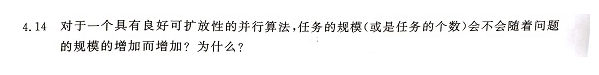 4.14 对于一个具有良好可扩放性的并行算法,任务的规模(或是任务的个数)会不会随着问题
的规模的增加而增加? 为什么?